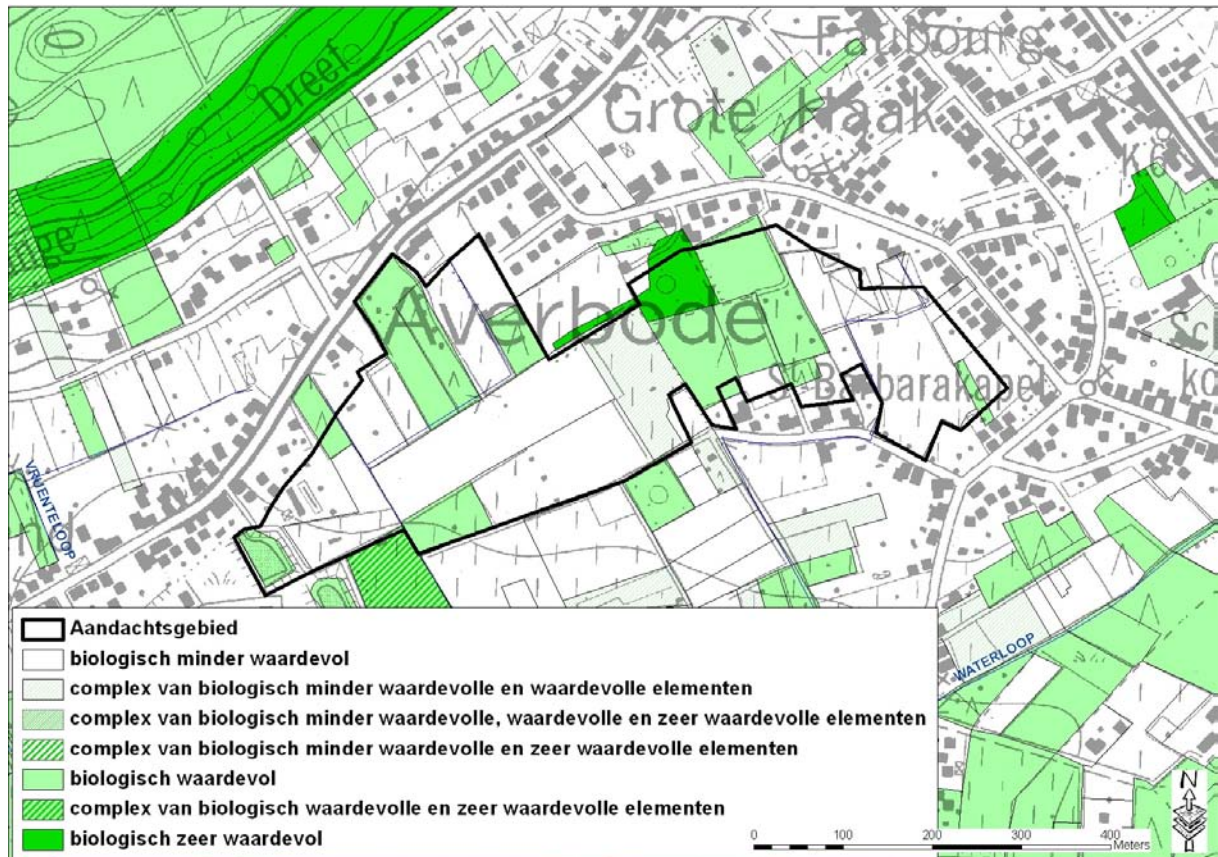 Faubourg
Dreef
Grote Haak
Kc
Averbode
St Barbarakapel
VRIJENTELOOP
WATERLOOP
Aandachtsgebied
biologisch minder waardevol
complex van biologisch minder waardevolle en waardevolle elementen
complex van biologisch minder waardevolle, waardevolle en zeer waardevolle elementen
complex van biologisch minder waardevolle en zeer waardevolle elementen
biologisch waardevol
complex van biologisch waardevolle en zeer waardevolle elementen
biologisch zeer waardevol
N
0 100 200 300 400
Meters